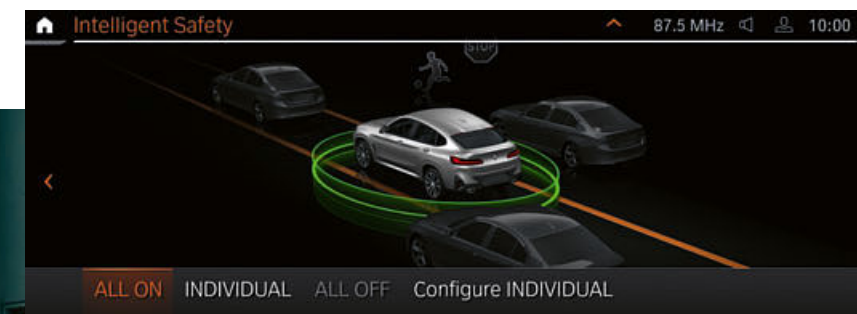 Intelligent Safety 87.5 MHz 10:00
STOP
ALL ON INDIVIDUAL ALL OFF Configure INDIVIDUAL